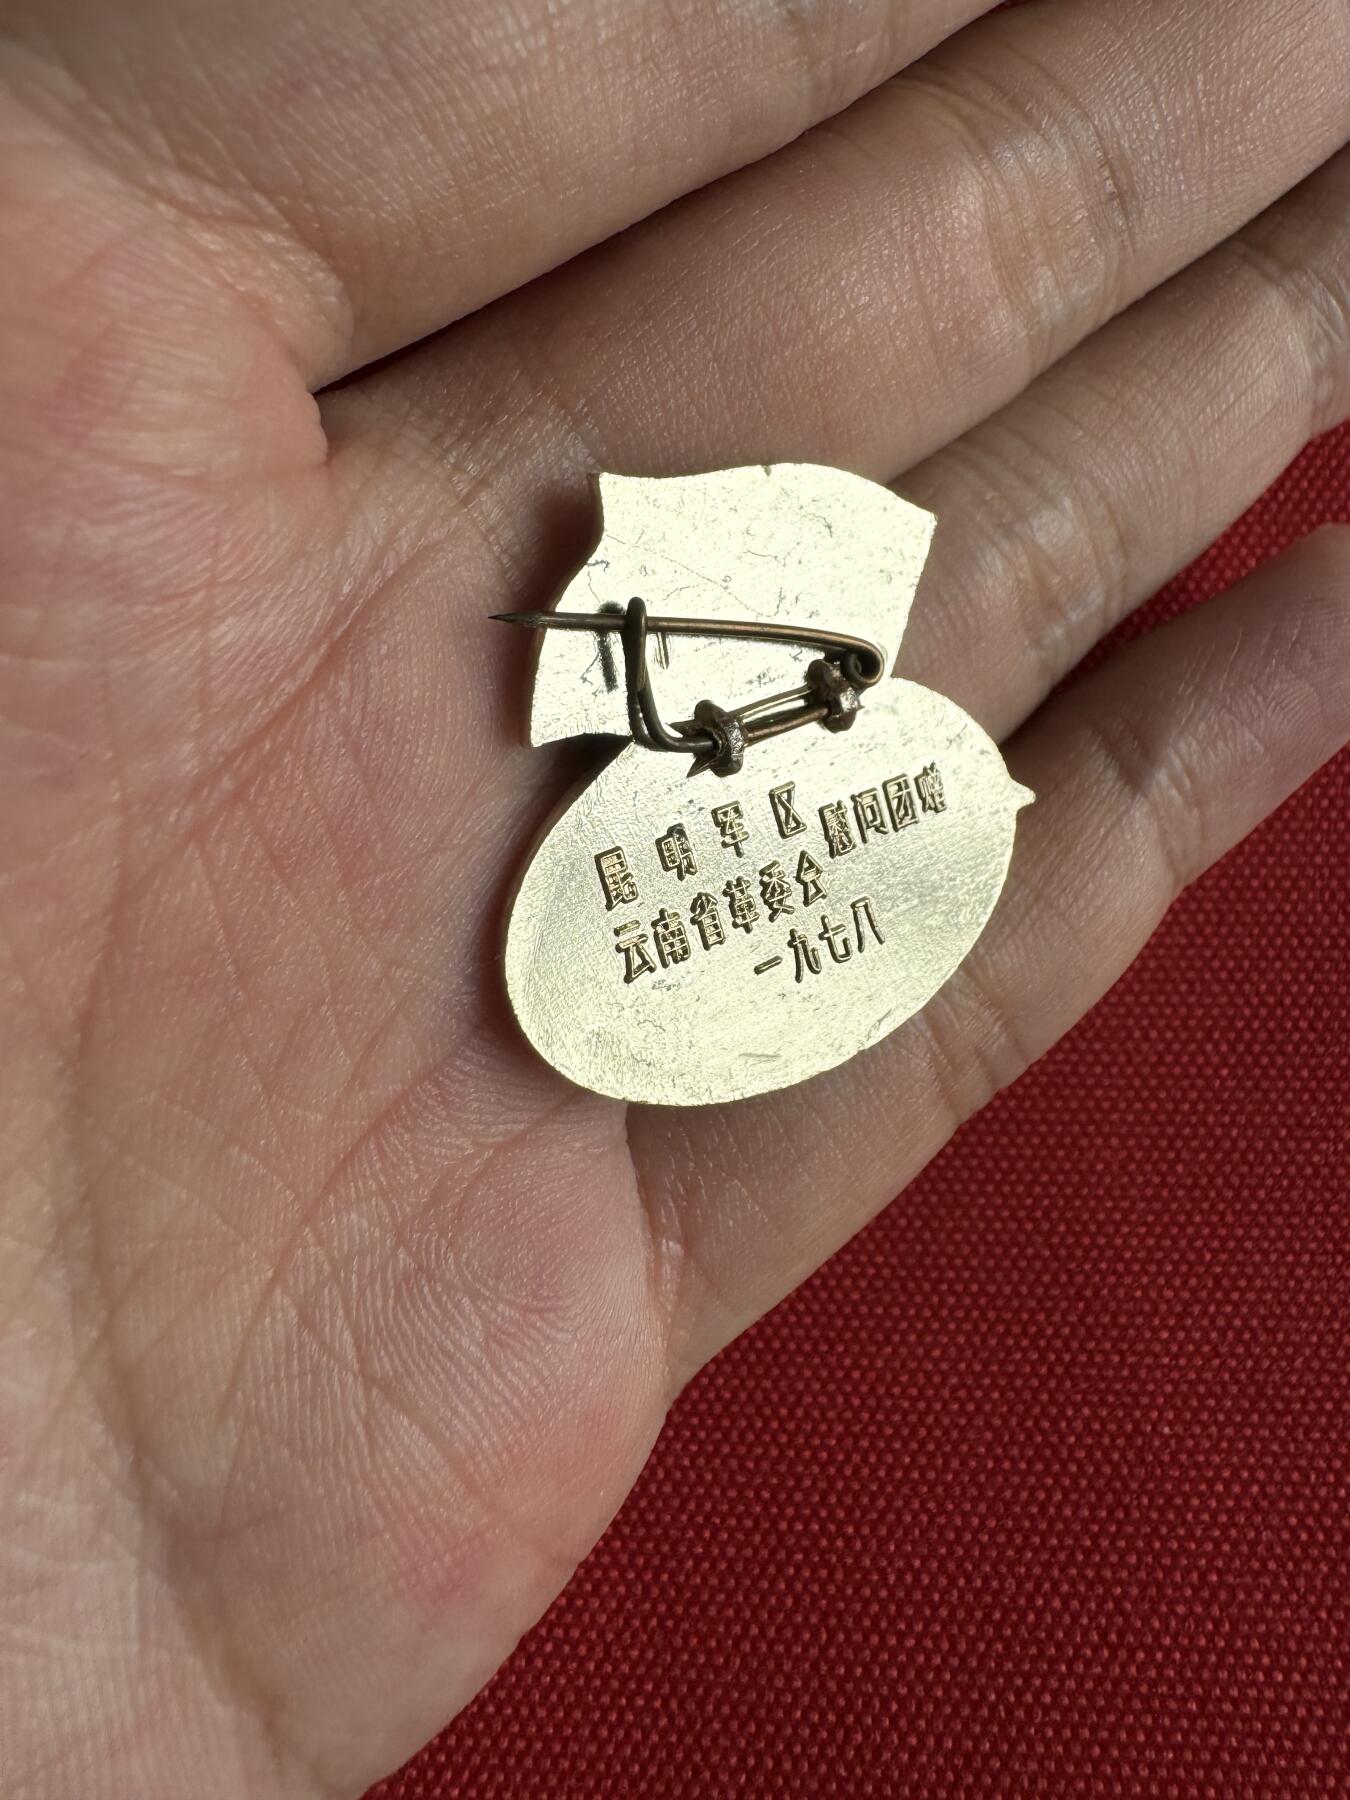 昆明军区
云南省革委会
慰问团赠
一九七八